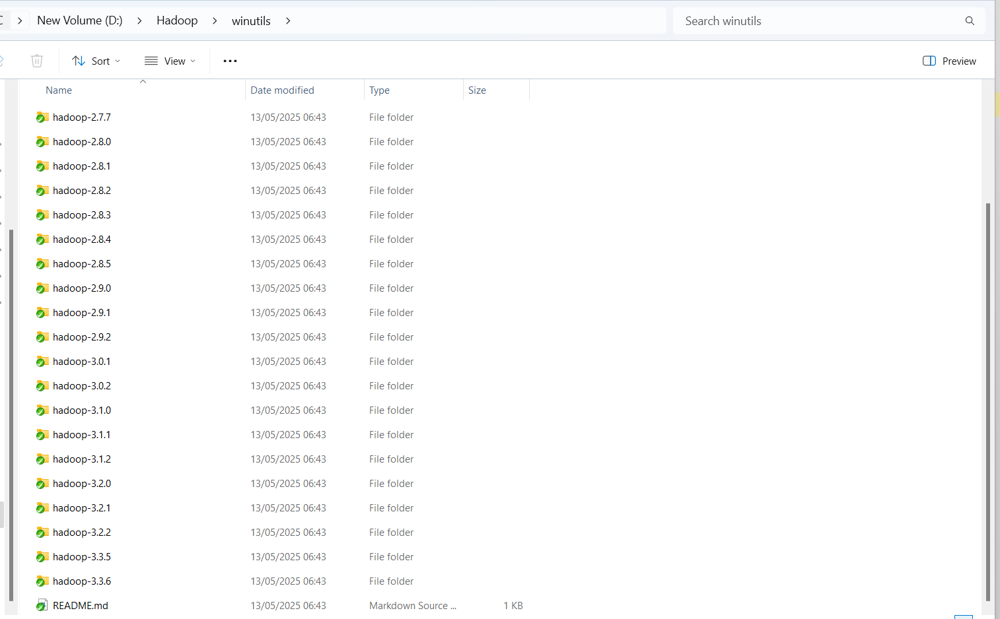 New Volume (D:) Hadoop winutils Search winutils
Sort View Preview
Name Date modified Type Size
hadoop-2.7.7 13/05/2025 06:43 File folder
hadoop-2.8.0 13/05/2025 06:43 File folder
hadoop-2.8.1 13/05/2025 06:43 File folder
hadoop-2.8.2 13/05/2025 06:43 File folder
hadoop-2.8.3 13/05/2025 06:43 File folder
hadoop-2.8.4 13/05/2025 06:43 File folder
hadoop-2.8.5 13/05/2025 06:43 File folder
hadoop-2.9.0 13/05/2025 06:43 File folder
hadoop-2.9.1 13/05/2025 06:43 File folder
hadoop-2.9.2 13/05/2025 06:43 File folder
hadoop-3.0.1 13/05/2025 06:43 File folder
hadoop-3.0.2 13/05/2025 06:43 File folder
hadoop-3.1.0 13/05/2025 06:43 File folder
hadoop-3.1.1 13/05/2025 06:43 File folder
hadoop-3.1.2 13/05/2025 06:43 File folder
hadoop-3.2.0 13/05/2025 06:43 File folder
hadoop-3.2.1 13/05/2025 06:43 File folder
hadoop-3.2.2 13/05/2025 06:43 File folder
hadoop-3.3.5 13/05/2025 06:43 File folder
hadoop-3.3.6 13/05/2025 06:43 File folder
README.md 13/05/2025 06:43 Markdown Source ... 1 KB